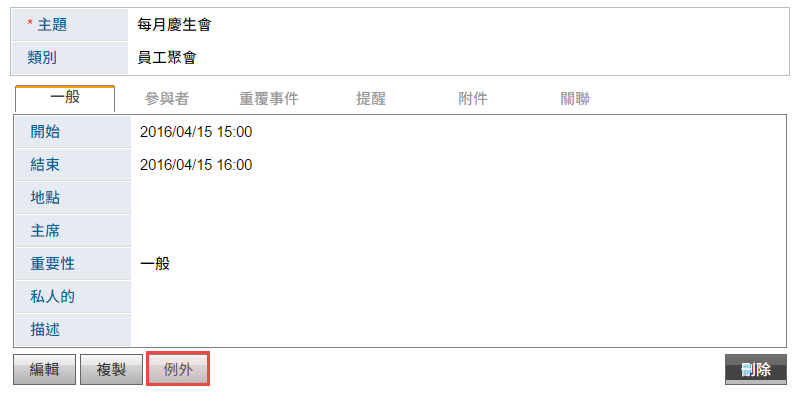 * 主題 每月慶生會
類別 員工聚會
一般 參與者 重覆事件 提醒 附件 關聯
開始 2016/04/15 15:00
結束 2016/04/15 16:00
地點
主席
重要性 一般
私人的
描述
編輯 複製 例外 刪除